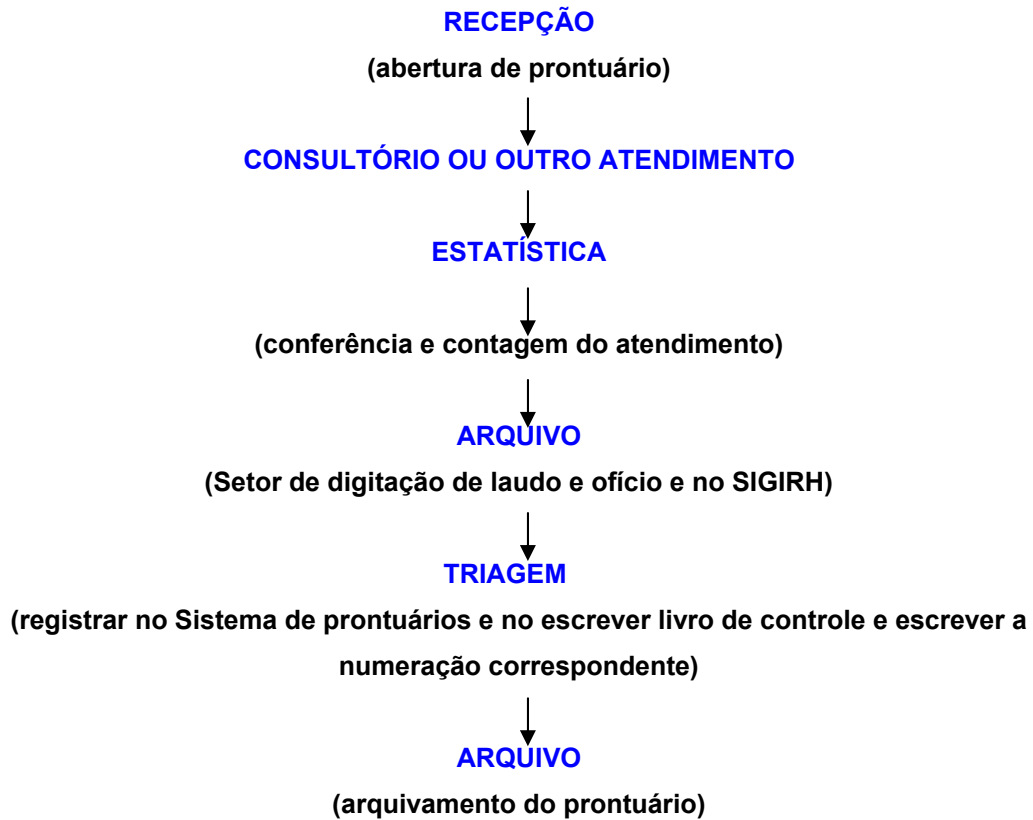 RECEPÇÃO
(abertura de prontuário)
CONSULTÓRIO OU OUTRO ATENDIMENTO
ESTATÍSTICA
(conferência e contagem do atendimento)
ARQUIVO
(Setor de digitação de laudo e ofício e no SIGIRH)
TRIAGEM
(registrar no Sistema de prontuários e no escrever livro de controle e escrever a
numeração correspondente)
ARQUIVO
(arquivamento do prontuário)